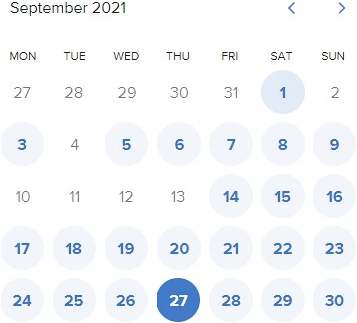 September 2021
MON TUE WED THU FRI SAT SUN
27 28 29 30 31 1 2
3 4 5 6 7 8 9
10 11 12 13 14 15 16
17 18 19 20 21 22 23
24 25 26 27 28 29 30